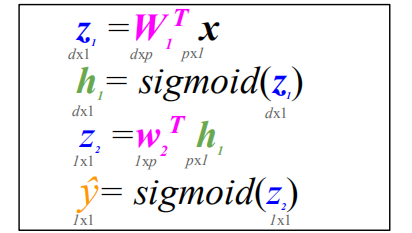 z₁ = W₁ᵀ x
dx1 dxp px1
h₁ = sigmoid(z₁)
dx1 dx1
z₂ = w₂ᵀ h₁
1x1 1xp px1
ŷ = sigmoid(z₂)
1x1 1x1